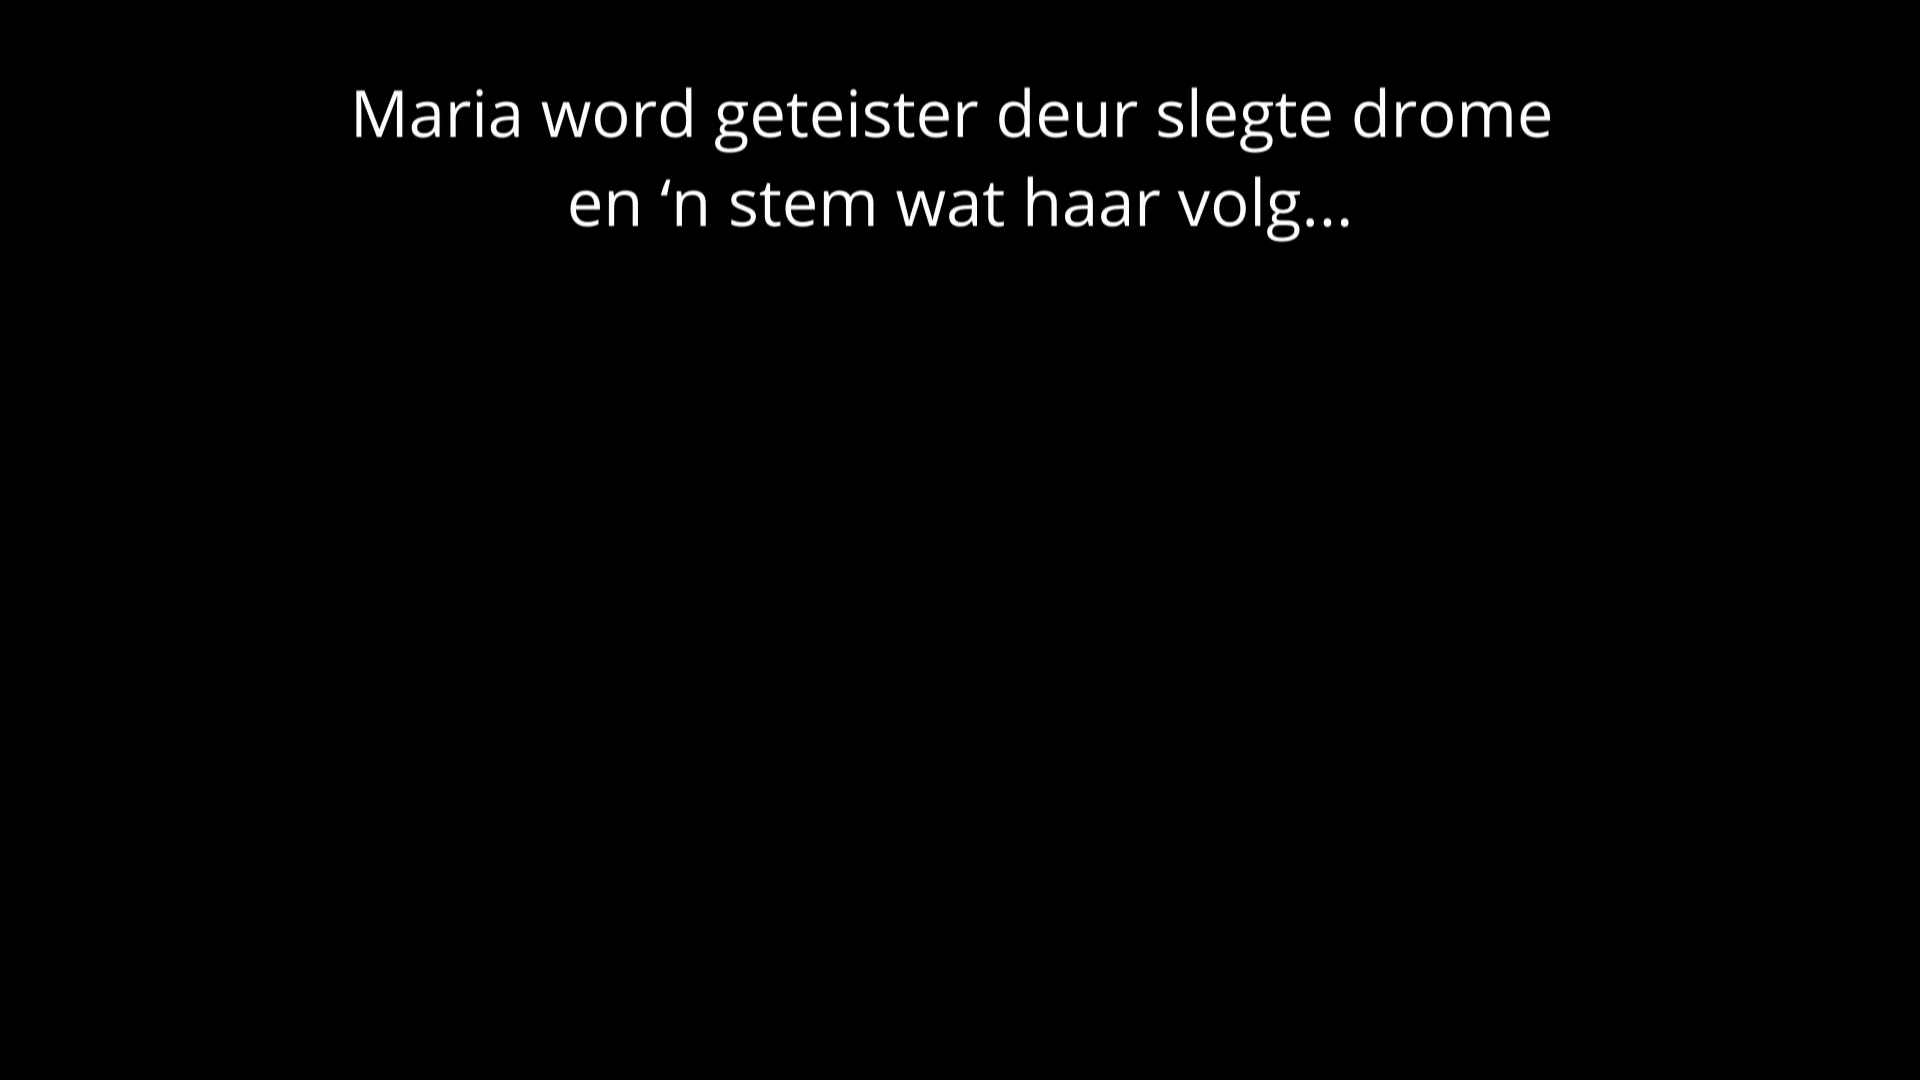 Maria word geteister deur slegte drome
en ‘n stem wat haar volg...